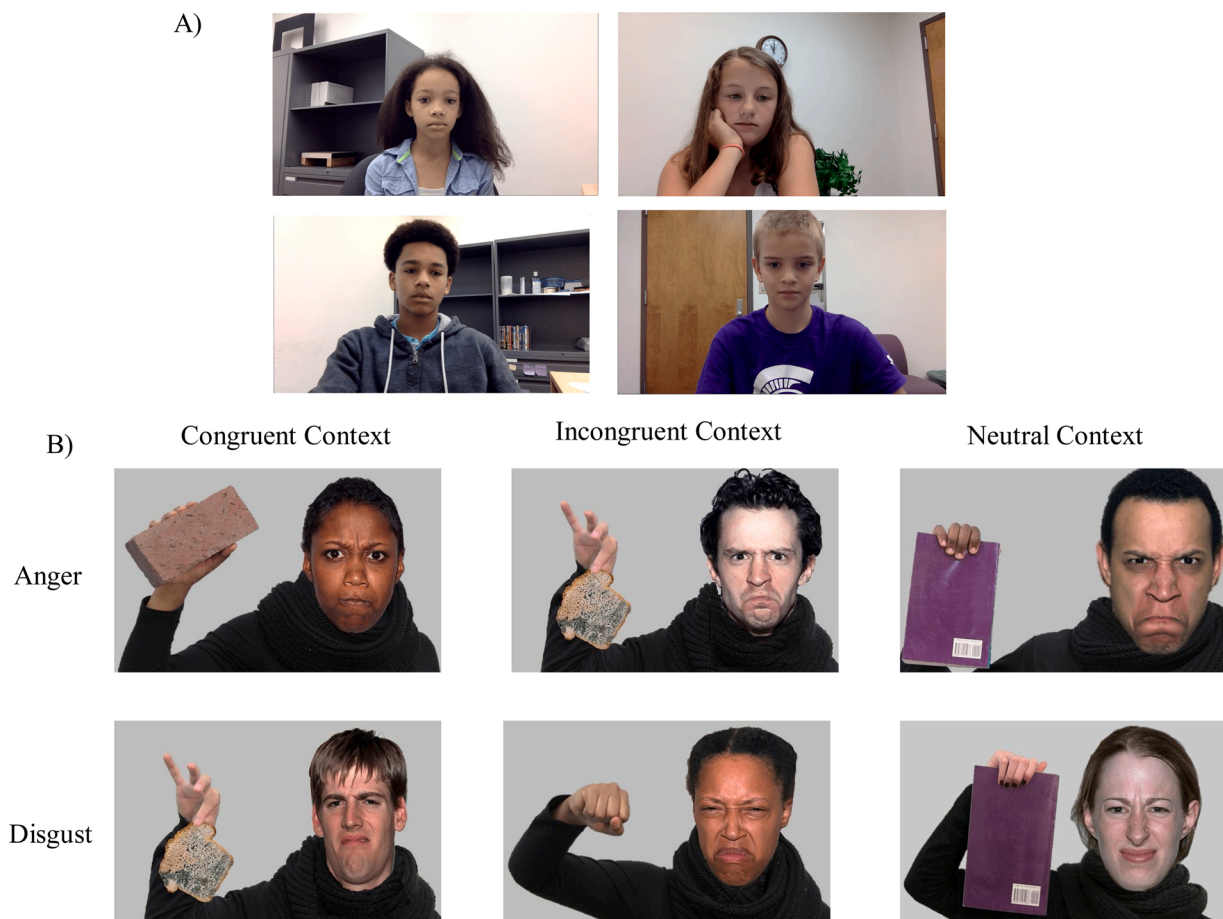 A)
B)
Congruent Context
Incongruent Context
Neutral Context
Anger
Disgust